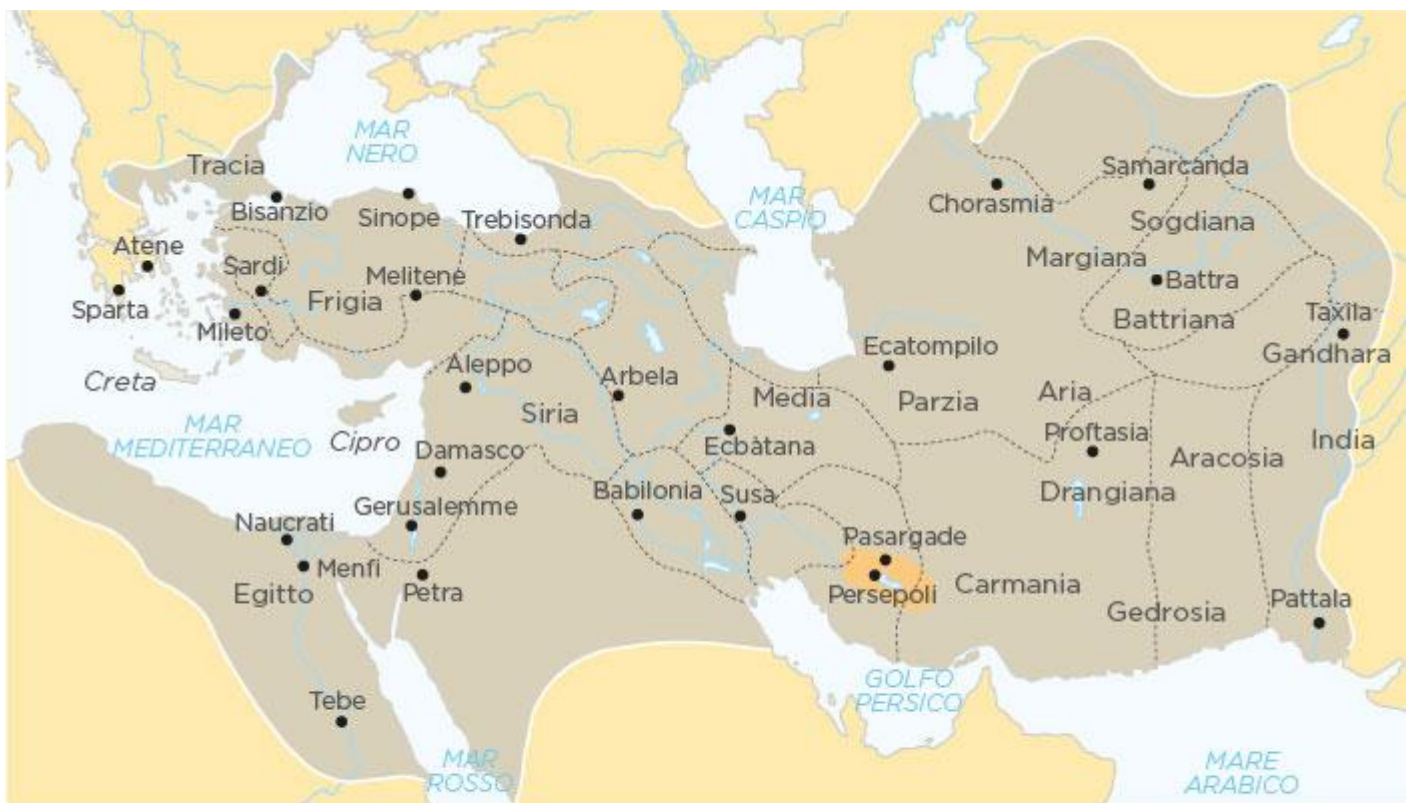 MAR
NERO
Tracia
Bisanzio
Sinope
Trebisonda
MAR
CASPIO
Samarcanda
Chorasmia
Sogdiana
Atene
Sardi
Melitene
Margiana
Battra
Frigia
Sparta
Mileto
Battriana
Taxila
Gandhara
Ecatompilo
Creta
Aleppo
Arbela
Media
Parzia
Aria
Siria
MAR
MEDITERRANEO
Cipro
Ecbàtana
Proftasia
India
Damasco
Aracosia
Babilonia
Susa
Drangiana
Gerusalemme
Naucrati
Pasargade
Menfi
Egitto
Petra
Persepoli
Carmania
Gedrosia
Pattala
GOLFO
PERSICO
Tebe
MAR
ROSSO
MARE
ARABICO